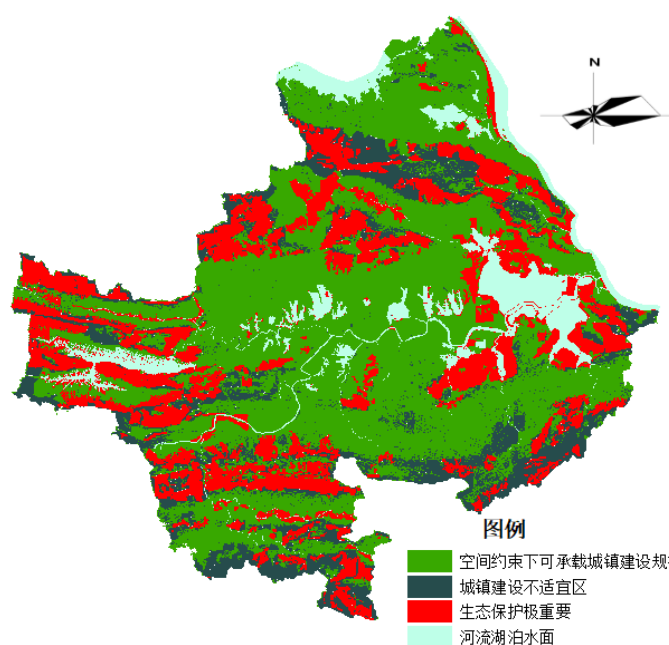 N
图例
空间约束下可承载城镇建设规
城镇建设不适宜区
生态保护极重要
河流湖泊水面